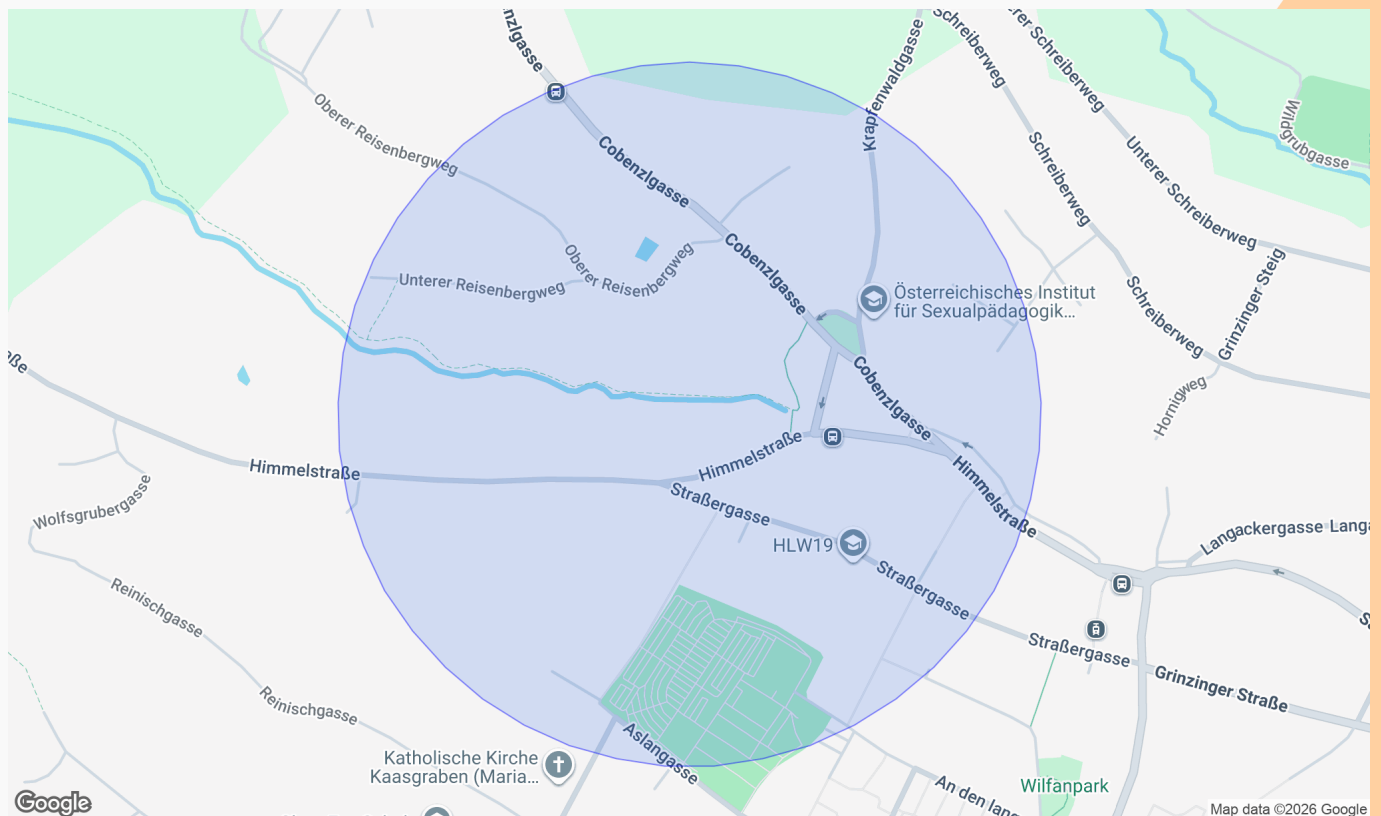 Cobenzlgasse
Krapfenwaldgasse
Schreiberweg
Unterer Schreiberweg
Wildgrubgasse
Oberer Reisenbergweg
Cobenzlgasse
Schreiberweg
Unterer Schreiberweg
Cobenzlgasse
Oberer Reisenbergweg
Unterer Reisenbergweg
Österreichisches Institut
für Sexualpädagogik...
Schreiberweg
Grinzinger Steig
Cobenzlgasse
Hornigweg
Himmelstraße
Himmelstraße
Himmelstraße
Wolfsgrubergasse
Straßergasse
HLW19
Langackergasse
Straßergasse
Reinischgasse
Straßergasse
Grinzinger Straße
Reinischgasse
Aslangasse
Katholische Kirche
Kaasgraben (Maria...
Wilfanpark
An den lang
Google
Map data ©2026 Google